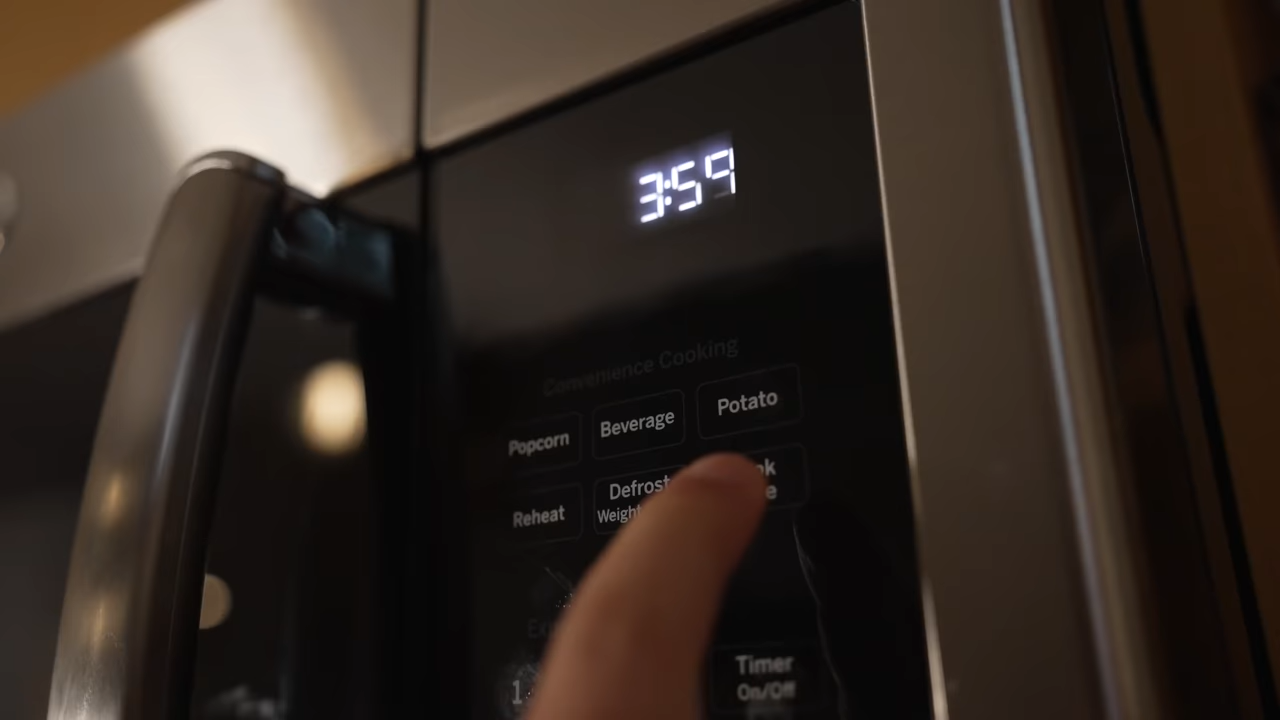 3:59
Convenience Cooking
Popcorn
Beverage
Potato
Reheat
Defrost
Weight
Timer
On/Off